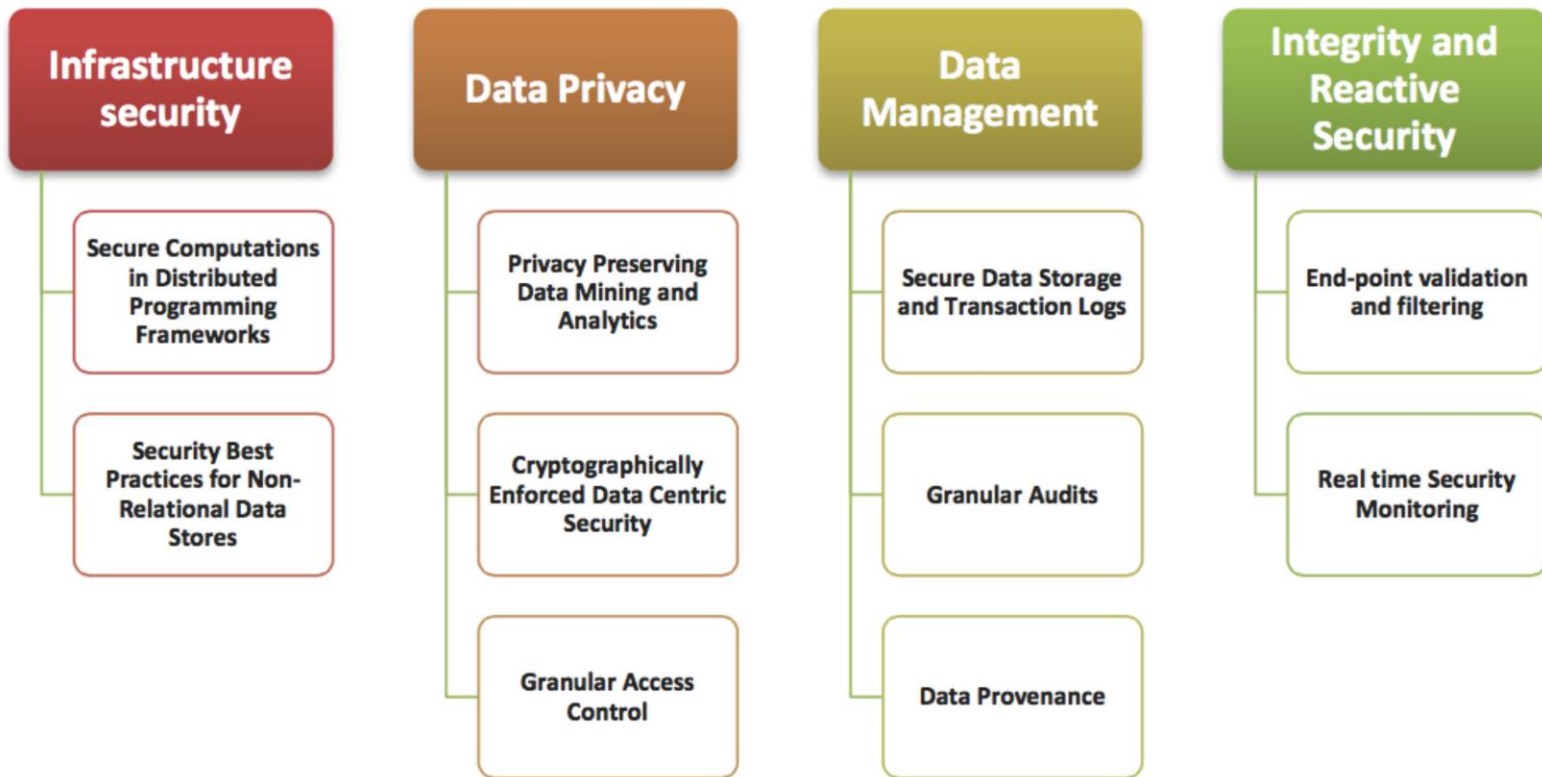 Infrastructure
security
Secure Computations
in Distributed
Programming
Frameworks
Security Best
Practices for Non-
Relational Data
Stores
Data Privacy
Privacy Preserving
Data Mining and
Analytics
Cryptographically
Enforced Data Centric
Security
Granular Access
Control
Data
Management
Secure Data Storage
and Transaction Logs
Granular Audits
Data Provenance
Integrity and
Reactive
Security
End-point validation
and filtering
Real time Security
Monitoring